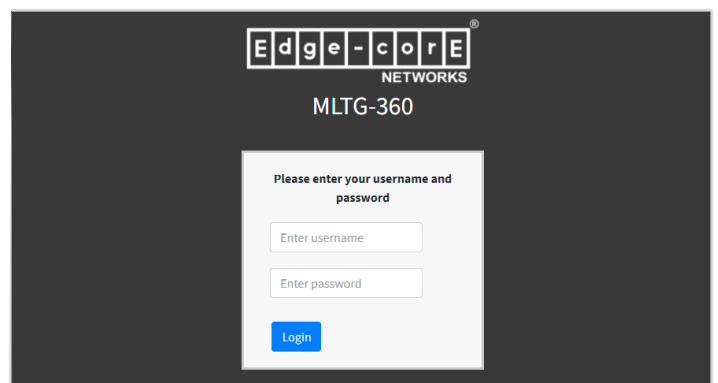 Edge-corE®
NETWORKS
MLTG-360
Please enter your username and
password
Enter username
Enter password
Login